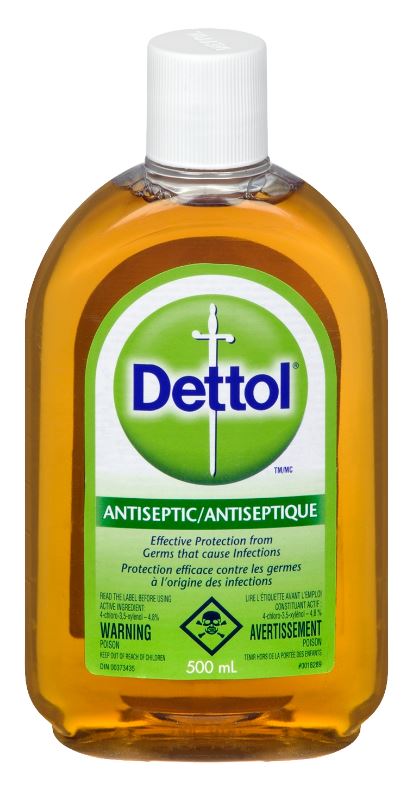 Dettol®
TM/MC
ANTISEPTIC/ANTISEPTIQUE
Effective Protection from
Germs that cause Infections
Protection efficace contre les germes
à l'origine des infections
READ THE LABEL BEFORE USING
ACTIVE INGREDIENT:
4-chloro-3,5-xylenol – 4.8%
WARNING
POISON
KEEP OUT OF REACH OF CHILDREN
DIN 00373435
LIRE L'ÉTIQUETTE AVANT L'EMPLOI
CONSTITUANT ACTIF :
4-chloro-3,5-xylénol – 4,8 %
AVERTISSEMENT
POISON
TENIR HORS DE LA PORTÉE DES ENFANTS
#3018289
500 mL